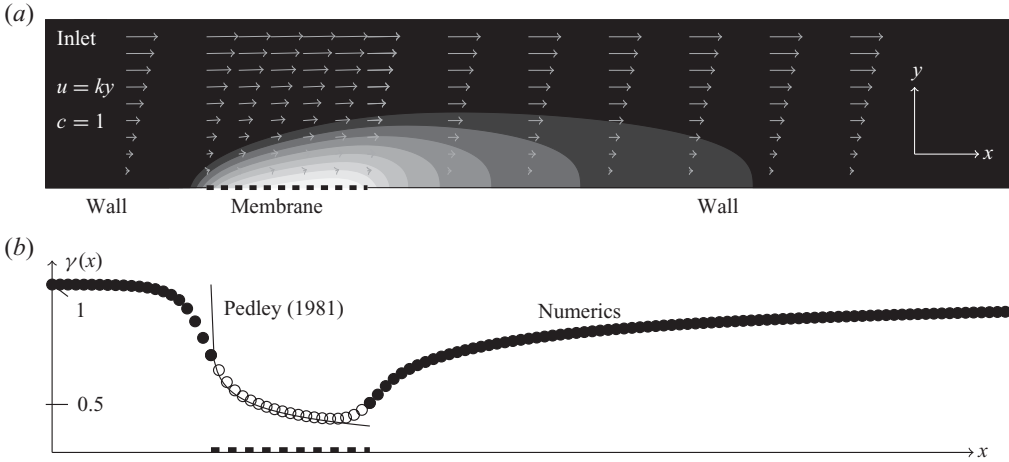 (a)
Inlet
u = ky
c = 1
y
x
Wall
Membrane
Wall
(b)
γ(x)
1
Pedley (1981)
Numerics
0.5
x